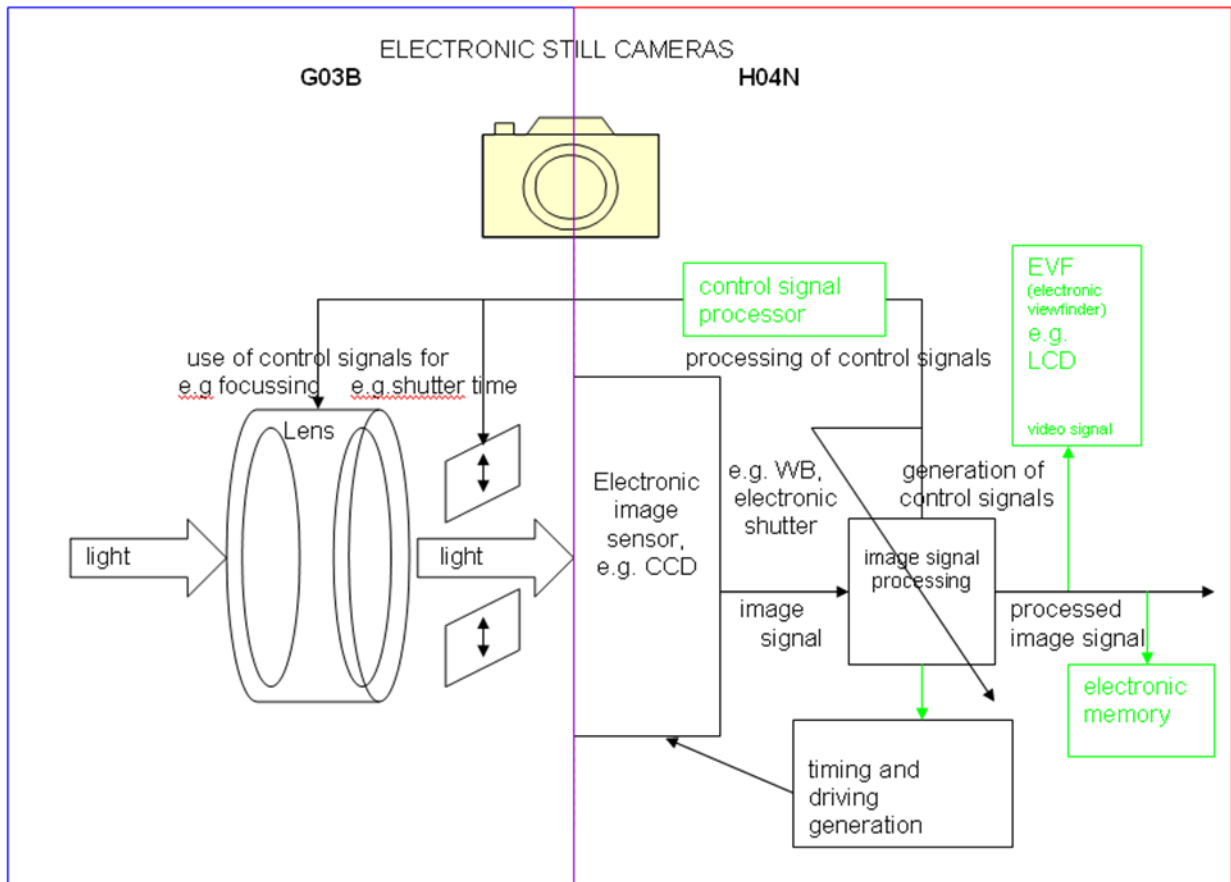 ELECTRONIC STILL CAMERAS
G03B
H04N
control signal
processor
EVF
(electronic
viewfinder)
e.g.
LCD
video signal
use of control signals for
e.g focussing
e.g.shutter time
processing of control signals
Lens
light
light
Electronic
image
sensor,
e.g. CCD
e.g. WB,
electronic
shutter
generation of
control signals
image signal
processing
image
signal
processed
image signal
electronic
memory
timing and
driving
generation